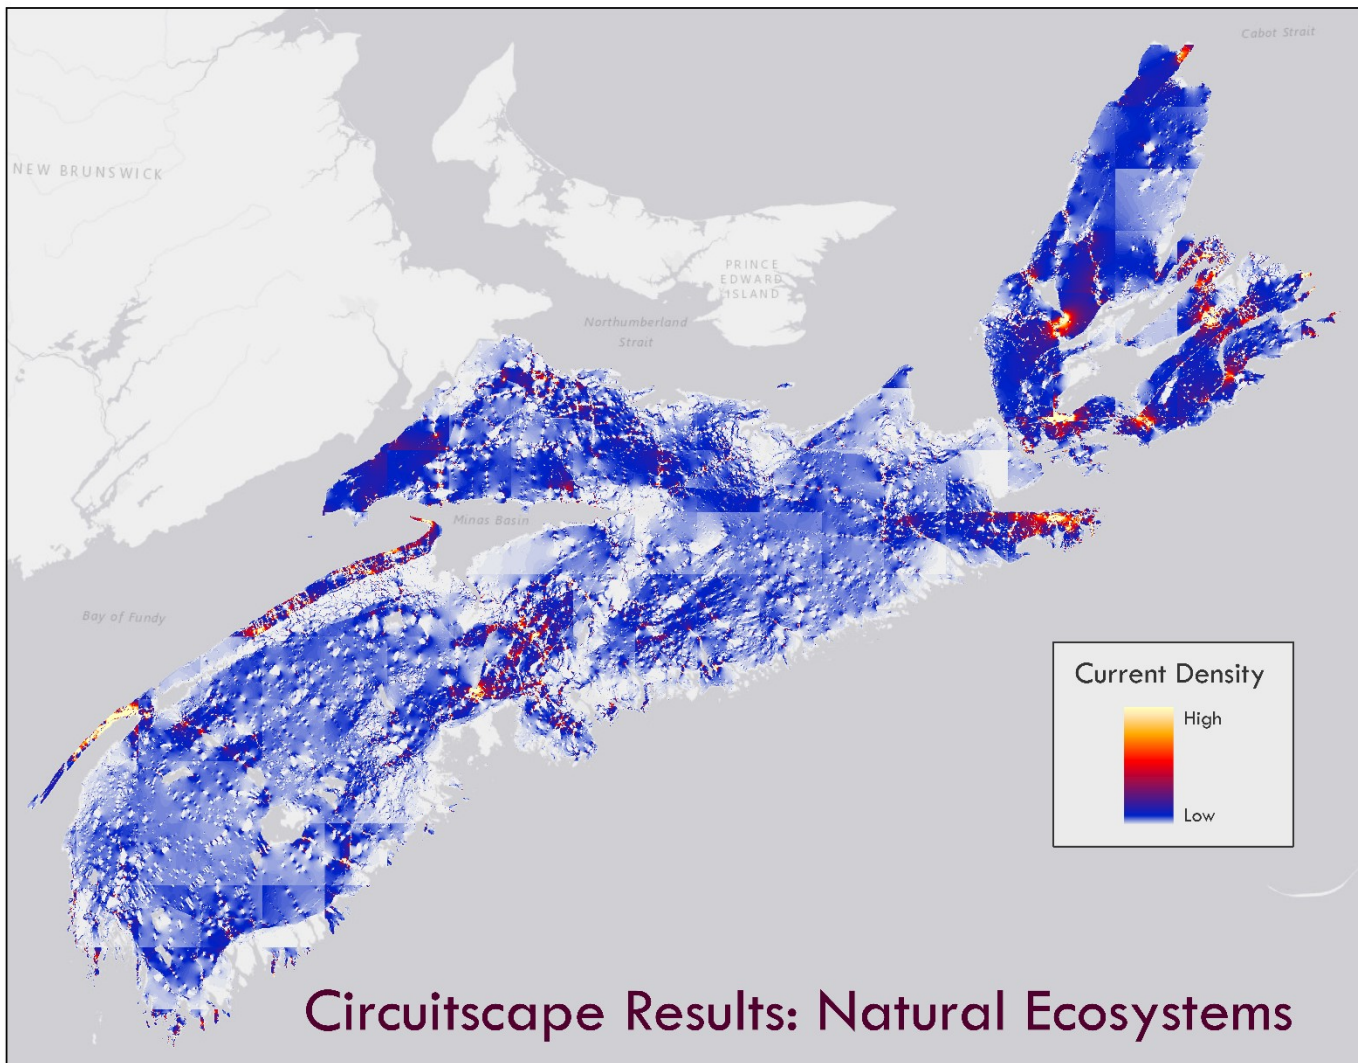 Cabot Strait
NEW BRUNSWICK
PRINCE
EDWARD
ISLAND
Northumberland
Strait
Minas Basin
Bay of Fundy
Current Density
High
Low
Circuitscape Results: Natural Ecosystems